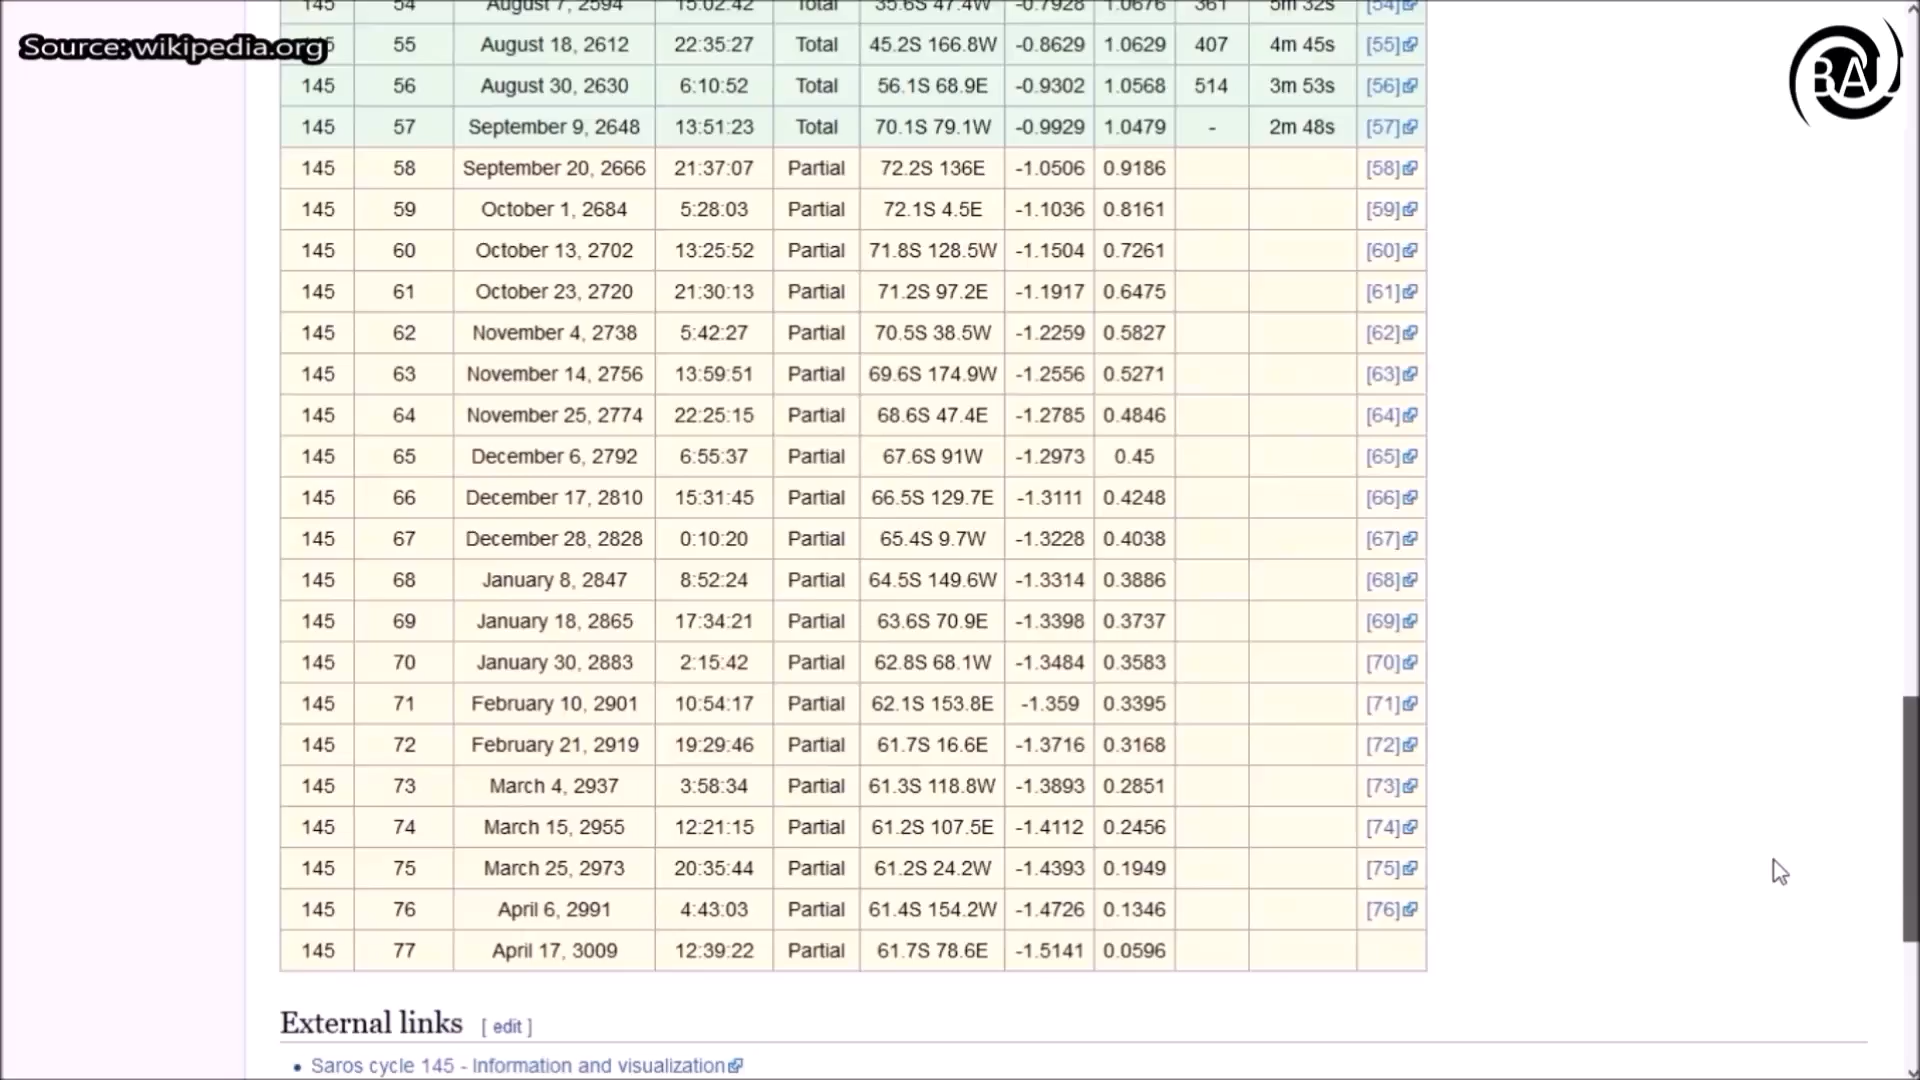 145 54 August 7, 2594 15:02:42 Total 35.6S 47.4W -0.7928 1.0676 361 5m 32s [54]
Source: wikipedia.org
55 August 18, 2612 22:35:27 Total 45.2S 166.8W -0.8629 1.0629 407 4m 45s [55]
BAU
145 56 August 30, 2630 6:10:52 Total 56.1S 68.9E -0.9302 1.0568 514 3m 53s [56]
145 57 September 9, 2648 13:51:23 Total 70.1S 79.1W -0.9929 1.0479 - 2m 48s [57]
145 58 September 20, 2666 21:37:07 Partial 72.2S 136E -1.0506 0.9186 [58]
145 59 October 1, 2684 5:28:03 Partial 72.1S 4.5E -1.1036 0.8161 [59]
145 60 October 13, 2702 13:25:52 Partial 71.8S 128.5W -1.1504 0.7261 [60]
145 61 October 23, 2720 21:30:13 Partial 71.2S 97.2E -1.1917 0.6475 [61]
145 62 November 4, 2738 5:42:27 Partial 70.5S 38.5W -1.2259 0.5827 [62]
145 63 November 14, 2756 13:59:51 Partial 69.6S 174.9W -1.2556 0.5271 [63]
145 64 November 25, 2774 22:25:15 Partial 68.6S 47.4E -1.2785 0.4846 [64]
145 65 December 6, 2792 6:55:37 Partial 67.6S 91W -1.2973 0.45 [65]
145 66 December 17, 2810 15:31:45 Partial 66.5S 129.7E -1.3111 0.4248 [66]
145 67 December 28, 2828 0:10:20 Partial 65.4S 9.7W -1.3228 0.4038 [67]
145 68 January 8, 2847 8:52:24 Partial 64.5S 149.6W -1.3314 0.3886 [68]
145 69 January 18, 2865 17:34:21 Partial 63.6S 70.9E -1.3398 0.3737 [69]
145 70 January 30, 2883 2:15:42 Partial 62.8S 68.1W -1.3484 0.3583 [70]
145 71 February 10, 2901 10:54:17 Partial 62.1S 153.8E -1.359 0.3395 [71]
145 72 February 21, 2919 19:29:46 Partial 61.7S 16.6E -1.3716 0.3168 [72]
145 73 March 4, 2937 3:58:34 Partial 61.3S 118.8W -1.3893 0.2851 [73]
145 74 March 15, 2955 12:21:15 Partial 61.2S 107.5E -1.4112 0.2456 [74]
145 75 March 25, 2973 20:35:44 Partial 61.2S 24.2W -1.4393 0.1949 [75]
145 76 April 6, 2991 4:43:03 Partial 61.4S 154.2W -1.4726 0.1346 [76]
145 77 April 17, 3009 12:39:22 Partial 61.7S 78.6E -1.5141 0.0596
External links [ edit ]
• Saros cycle 145 - Information and visualization